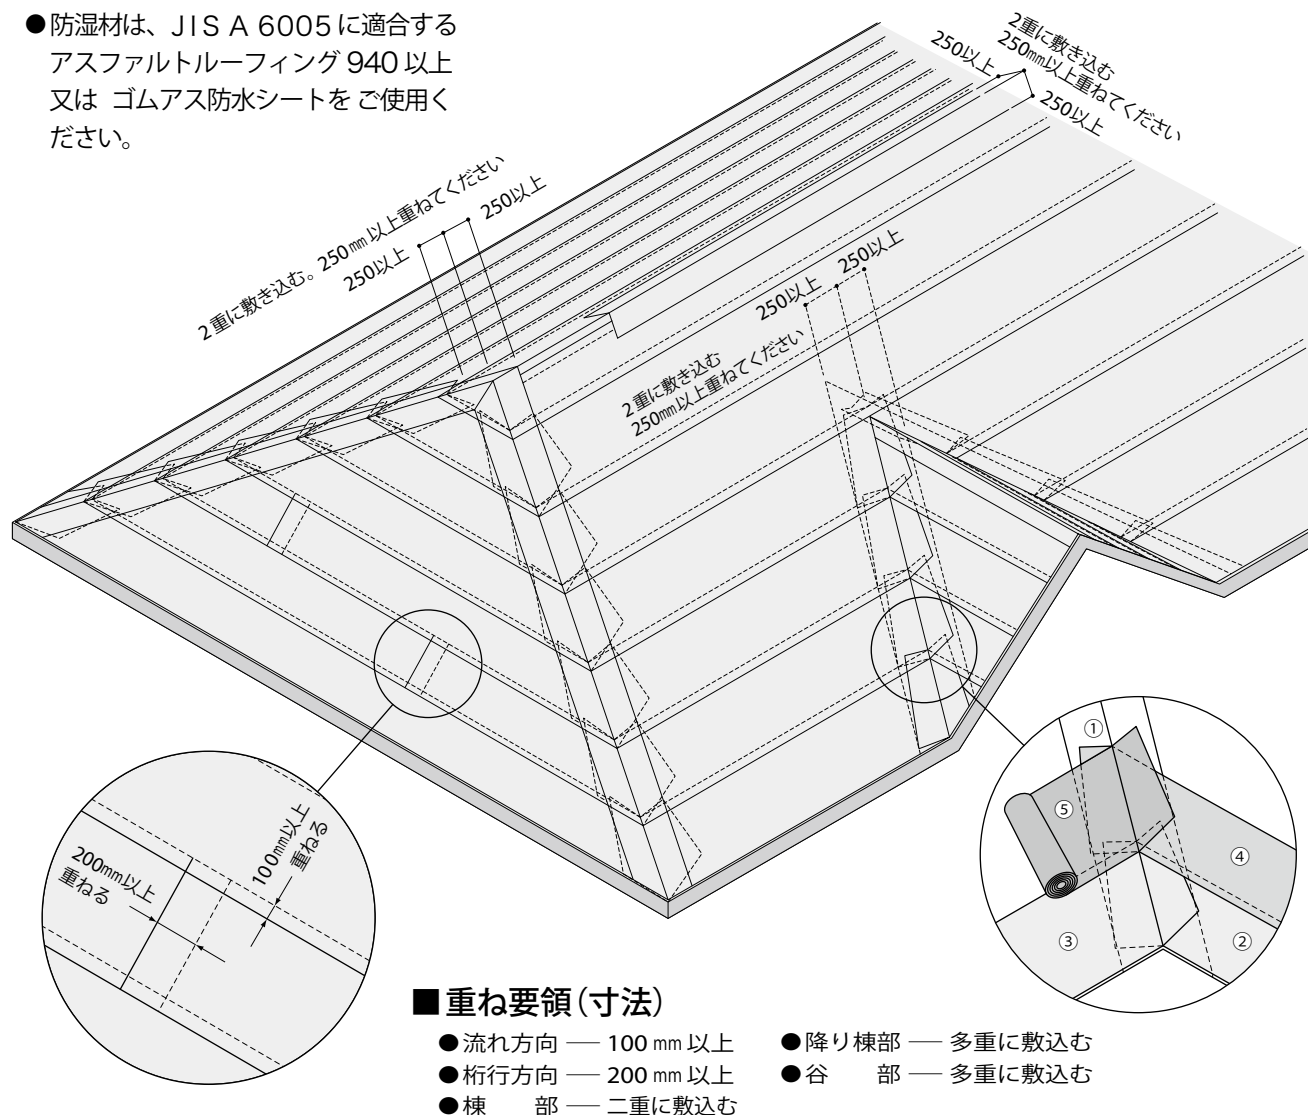 ●防湿材は、JIS A 6005に適合する
アスファルトルーフィング 940 以上
又は ゴムアス防水シートを ご使用く
ださい。
250以上
2重に敷き込む
250㎜以上重ねてください
250以上
2重に敷き込む。250㎜以上重ねてください
250以上
250以上
250以上
250以上
2重に敷き込む
250㎜以上重ねてください
200㎜以上
重ねる
100㎜以上
重ねる
①
⑤
④
③
②
■重ね要領(寸法)
●流れ方向 ― 100 ㎜ 以上
●桁行方向 ― 200 ㎜ 以上
●棟　　部 ― 二重に敷込む
●降り棟部 ― 多重に敷込む
●谷　　部 ― 多重に敷込む